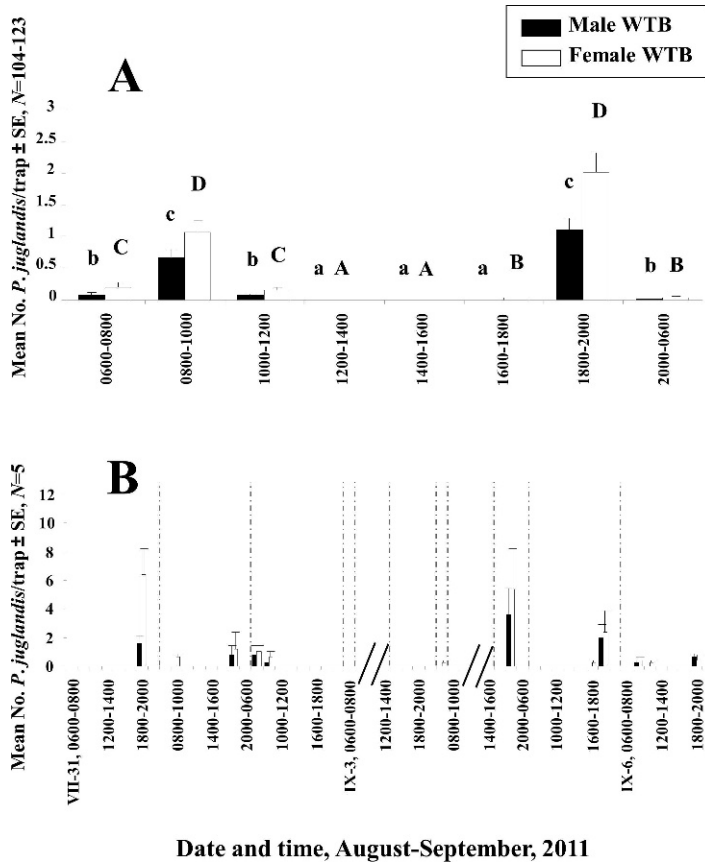 Male WTB
Female WTB
A
Mean No. P. juglandis/trap ± SE, N=104-123
3
2.5
2
1.5
1
0.5
0
b C
c D
b C
a A
a A
a B
c D
b B
0600-0800
0800-1000
1000-1200
1200-1400
1400-1600
1600-1800
1800-2000
2000-0600
B
Mean No. P. juglandis/trap ± SE, N=5
12
10
8
6
4
2
0
VII-31, 0600-0800
1200-1400
1800-2000
0800-1000
1400-1600
2000-0600
1000-1200
1600-1800
IX-3, 0600-0800
1200-1400
1800-2000
0800-1000
1400-1600
2000-0600
1000-1200
1600-1800
IX-6, 0600-0800
1200-1400
1800-2000
Date and time, August-September, 2011